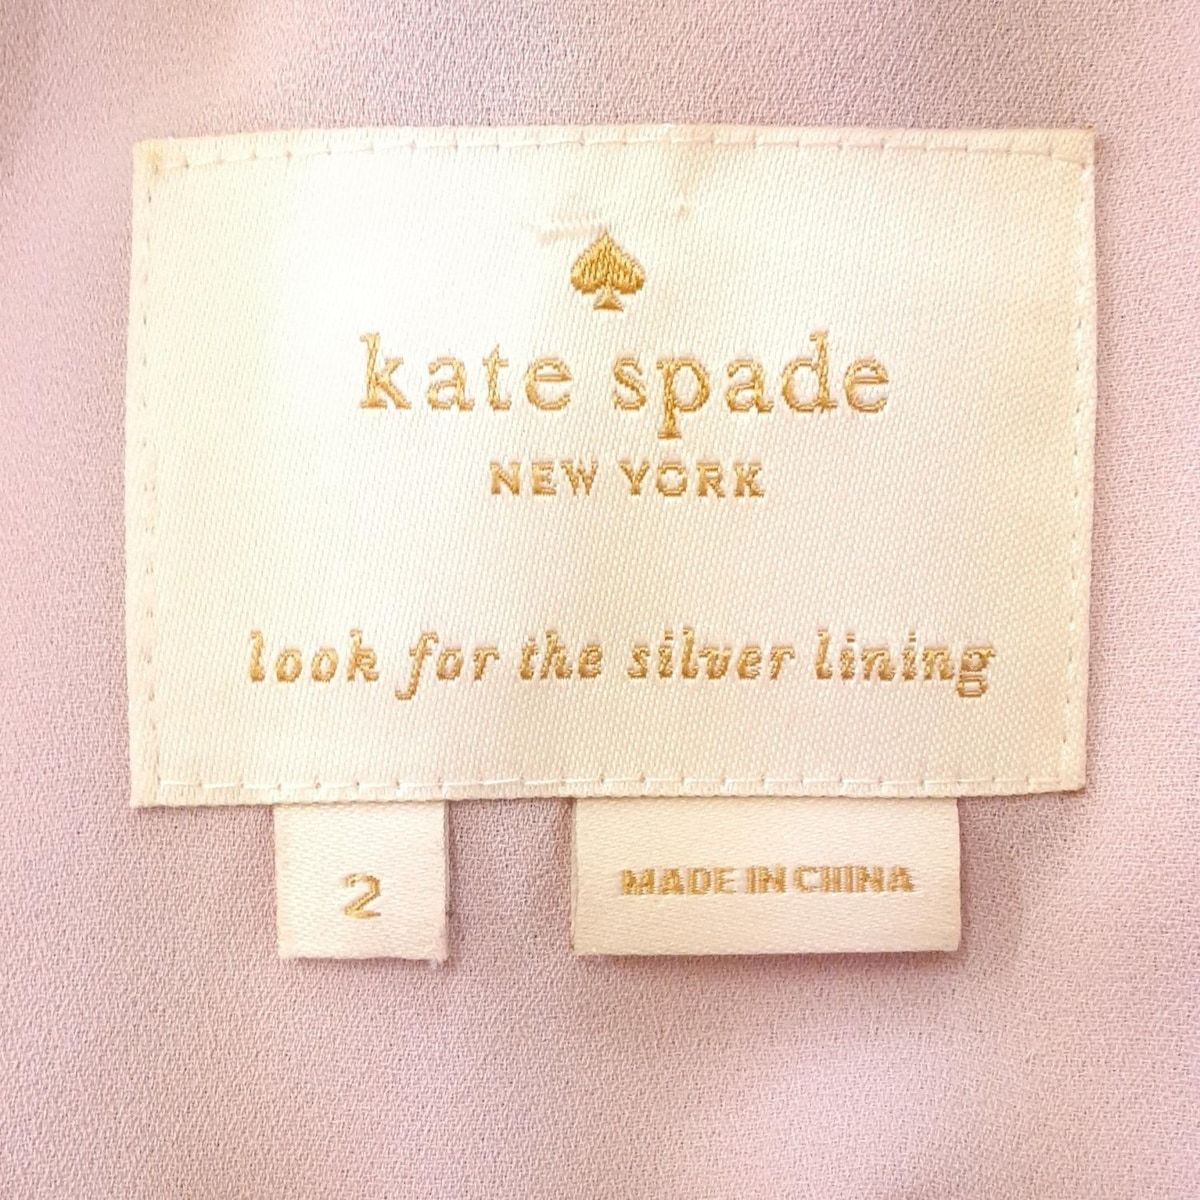 kate spade
NEW YORK
look for the silver lining
2
MADE IN CHINA